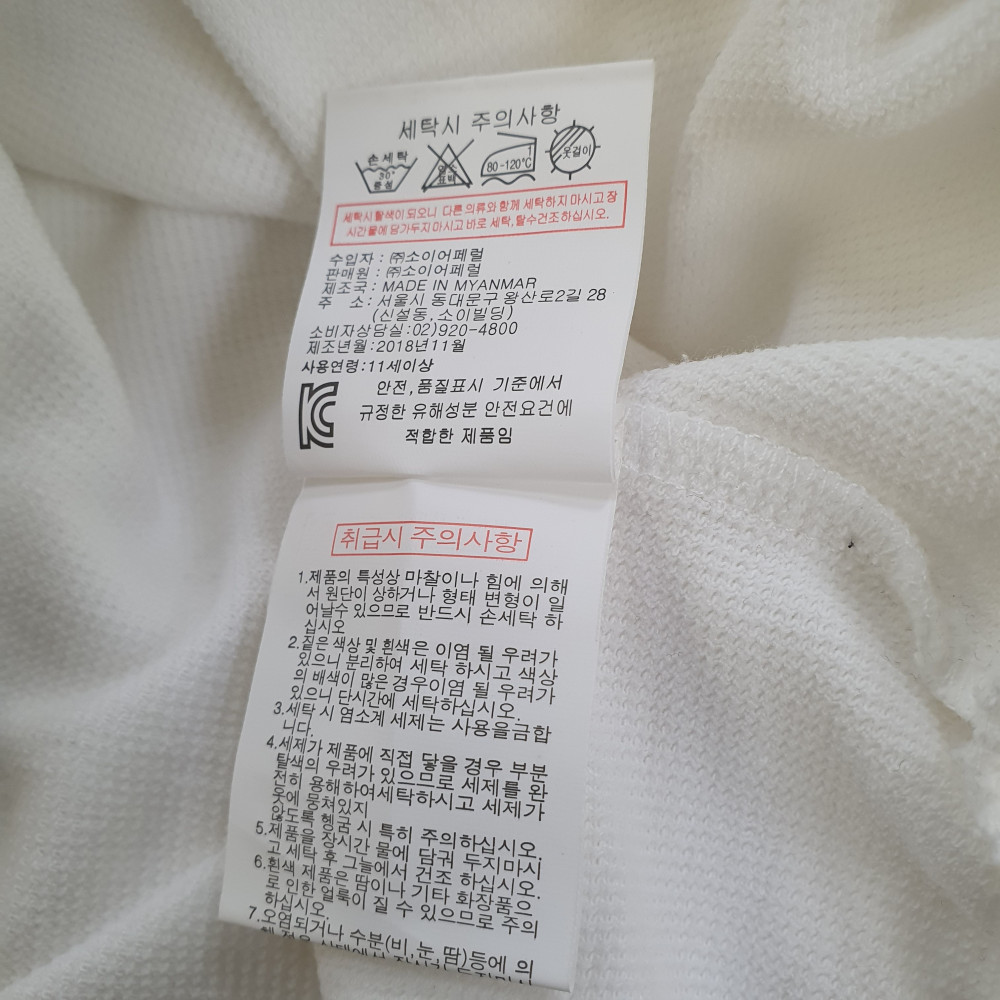 세탁시 주의사항
손세탁
30°
중성
염소
표백
1
80-120℃
옷걸이
세탁시 탈색이 되오니 다른 의류와 함께 세탁하지 마시고 장
시간물에 담가두지 마시고 바로 세탁, 탈수건조 하십시오.
수입자 : ㈜소이어페럴
판매원 : ㈜소이어페럴
제조국 : MADE IN MYANMAR
주 소 : 서울시 동대문구 왕산로2길 28
(신설동, 소이빌딩)
소비자상담실:02)920-4800
제조년월:2018년11월
사용연령:11세이상
안전,품질표시 기준에서
규정한 유해성분 안전요건에
적합한 제품임
취급시 주의사항
1.제품의 특성상 마찰이나 힘에 의해
서 원단이 상하거나 형태 변형이 일
어날수 있으므로 반드시 손세탁 하
십시오
2.짙은 색상 및 흰색은 이염 될 우려가
있으니 분리하여 세탁 하시고 색상
의 배색이 많은 경우이염 될 우려가
있으니 단시간에 세탁하십시오.
3.세탁 시 염소계 세제는 사용을금합
니다.
4.세제가 제품에 직접 닿을 경우 부분
탈색의 우려가 있으므로 세제를 완
전히 용해하여세탁하시고 세제가
옷에 뭉쳐있지
않도록 헹굼 시 특히 주의하십시오.
5.제품을 장시간 물에 담궈 두지마시
고 세탁 후 그늘에서 건조 하십시오.
6.흰색 제품은 땀이나 기타 화장품으
로 인한 얼룩이 질 수 있으므로 주의
하십시오.
7.오염되거나 수분(비,눈,땀)등에 의